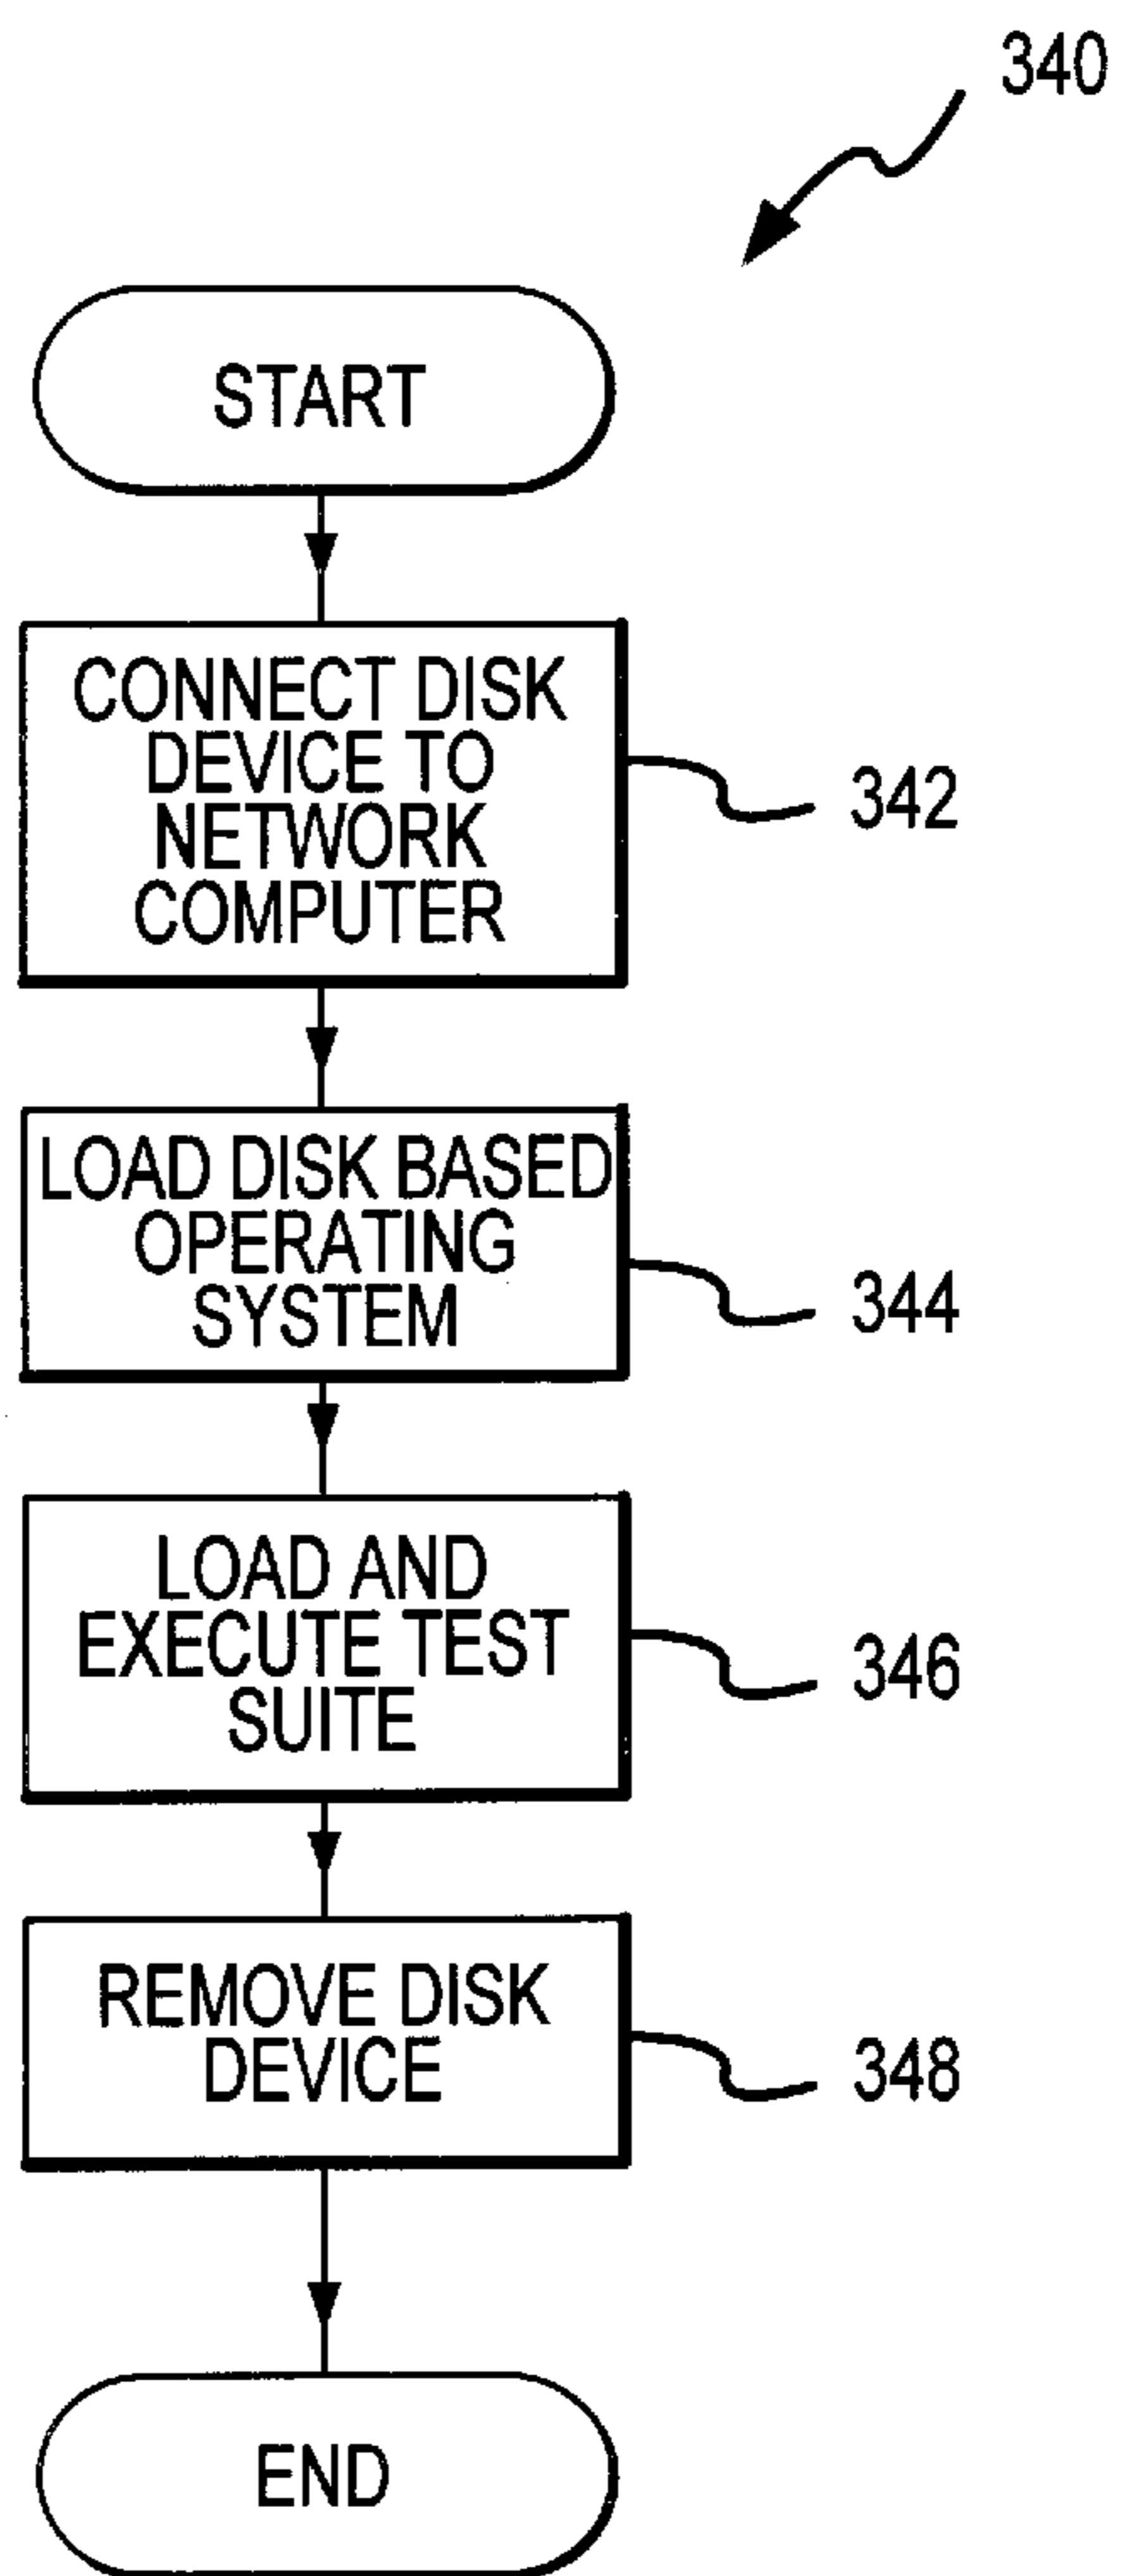 340
START
CONNECT DISK
DEVICE TO
NETWORK
COMPUTER
342
LOAD DISK BASED
OPERATING
SYSTEM
344
LOAD AND
EXECUTE TEST
SUITE
346
REMOVE DISK
DEVICE
348
END